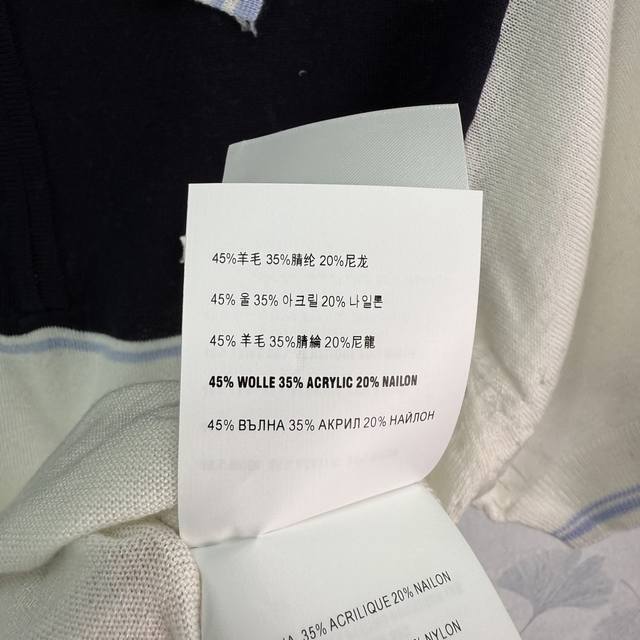 45%羊毛 35%腈纶 20%尼龙
45% 울 35% 아크릴 20% 나일론
45% 羊毛 35%腈綸 20%尼龍
45% WOLLE 35% ACRYLIC 20% NAILON
45% ВЪЛНА 35% АКРИЛ 20% НАЙЛОН
35% ACRILIQUE 20% NAILON
% NYLON